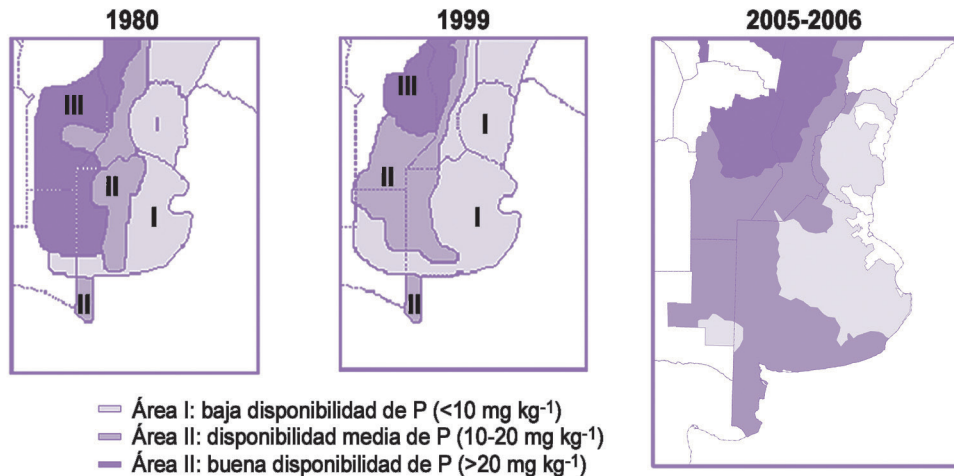 1980
1999
2005-2006
III
I
II
I
II
III
I
II
I
II
Área I: baja disponibilidad de P (<10 mg kg-1)
Área II: disponibilidad media de P (10-20 mg kg-1)
Área II: buena disponibilidad de P (>20 mg kg-1)